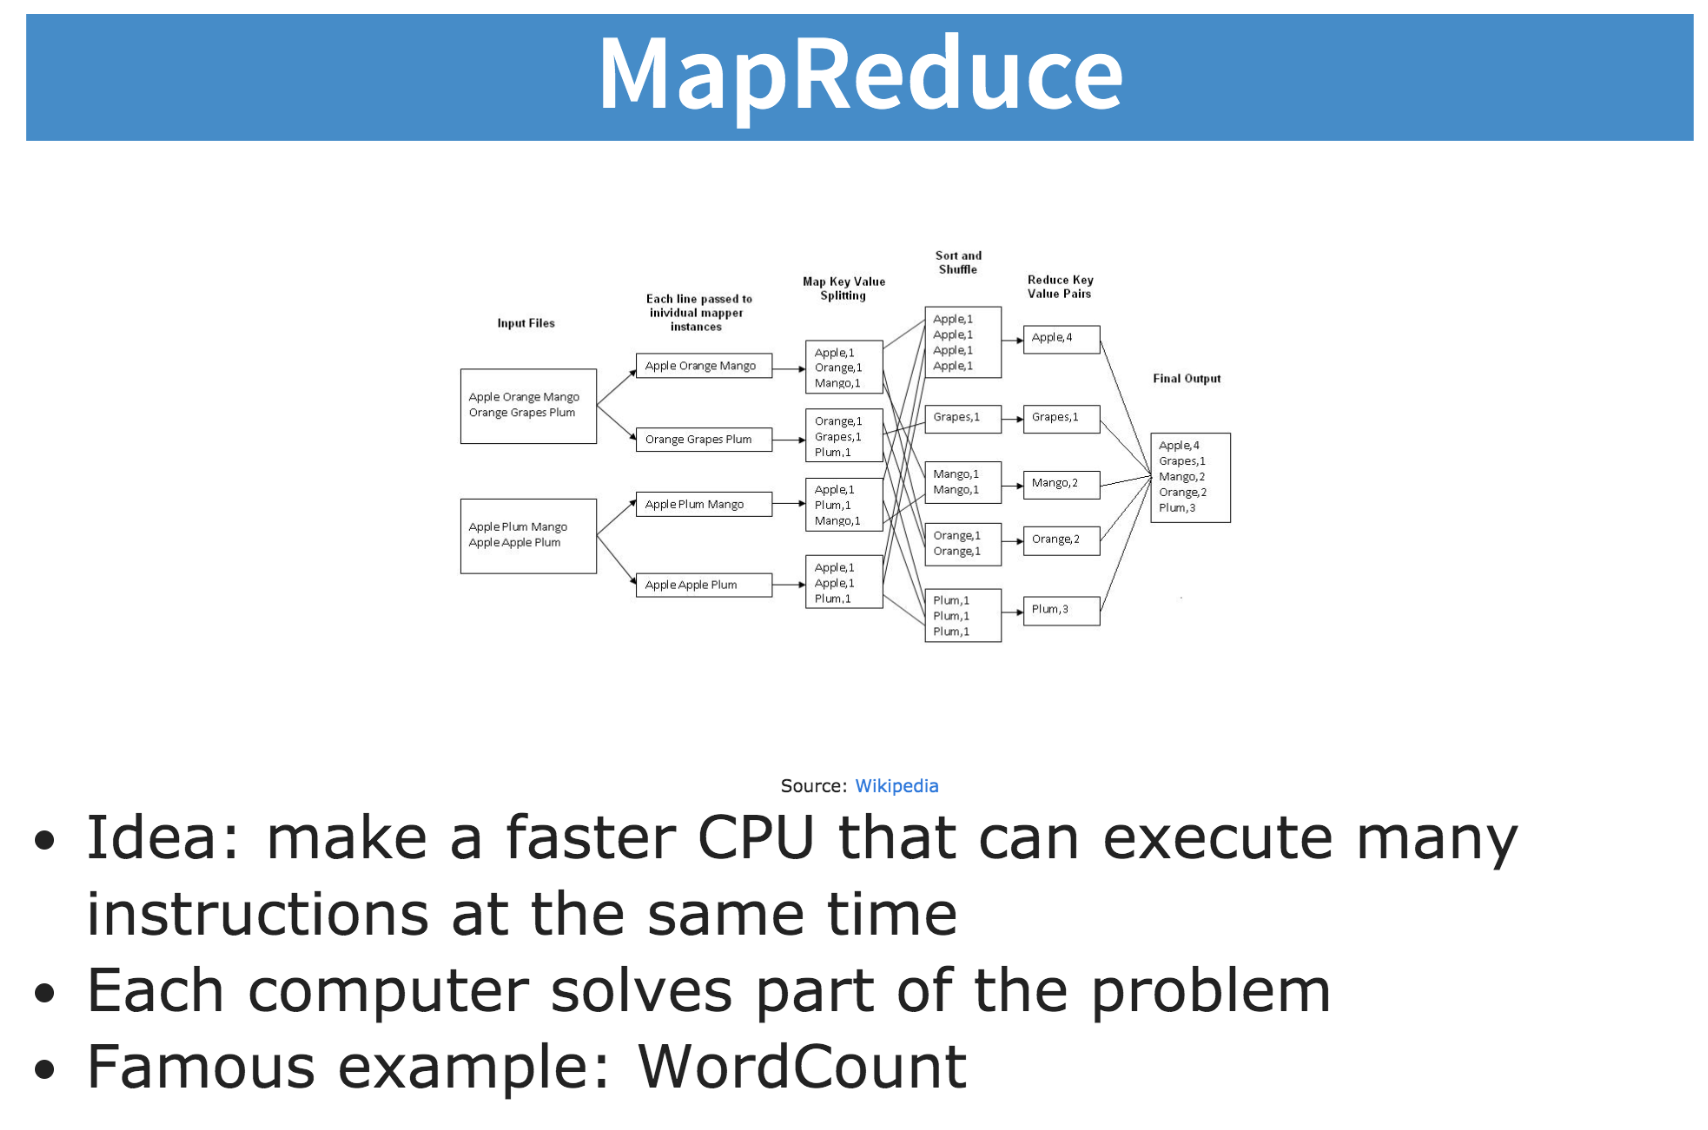 MapReduce
Input Files
Apple Orange Mango
Orange Grapes Plum
Apple Plum Mango
Apple Apple Plum
Each line passed to
inividual mapper
instances
Apple Orange Mango
Orange Grapes Plum
Apple Plum Mango
Apple Apple Plum
Map Key Value
Splitting
Apple,1
Orange,1
Mango,1
Orange,1
Grapes,1
Plum,1
Apple,1
Plum,1
Mango,1
Apple,1
Apple,1
Plum,1
Sort and
Shuffle
Apple,1
Apple,1
Apple,1
Apple,1
Grapes,1
Mango,1
Mango,1
Orange,1
Orange,1
Plum,1
Plum,1
Plum,1
Reduce Key
Value Pairs
Apple,4
Grapes,1
Mango,2
Orange,2
Plum,3
Final Output
Apple,4
Grapes,1
Mango,2
Orange,2
Plum,3
Source: Wikipedia
• Idea: make a faster CPU that can execute many
instructions at the same time
• Each computer solves part of the problem
• Famous example: WordCount